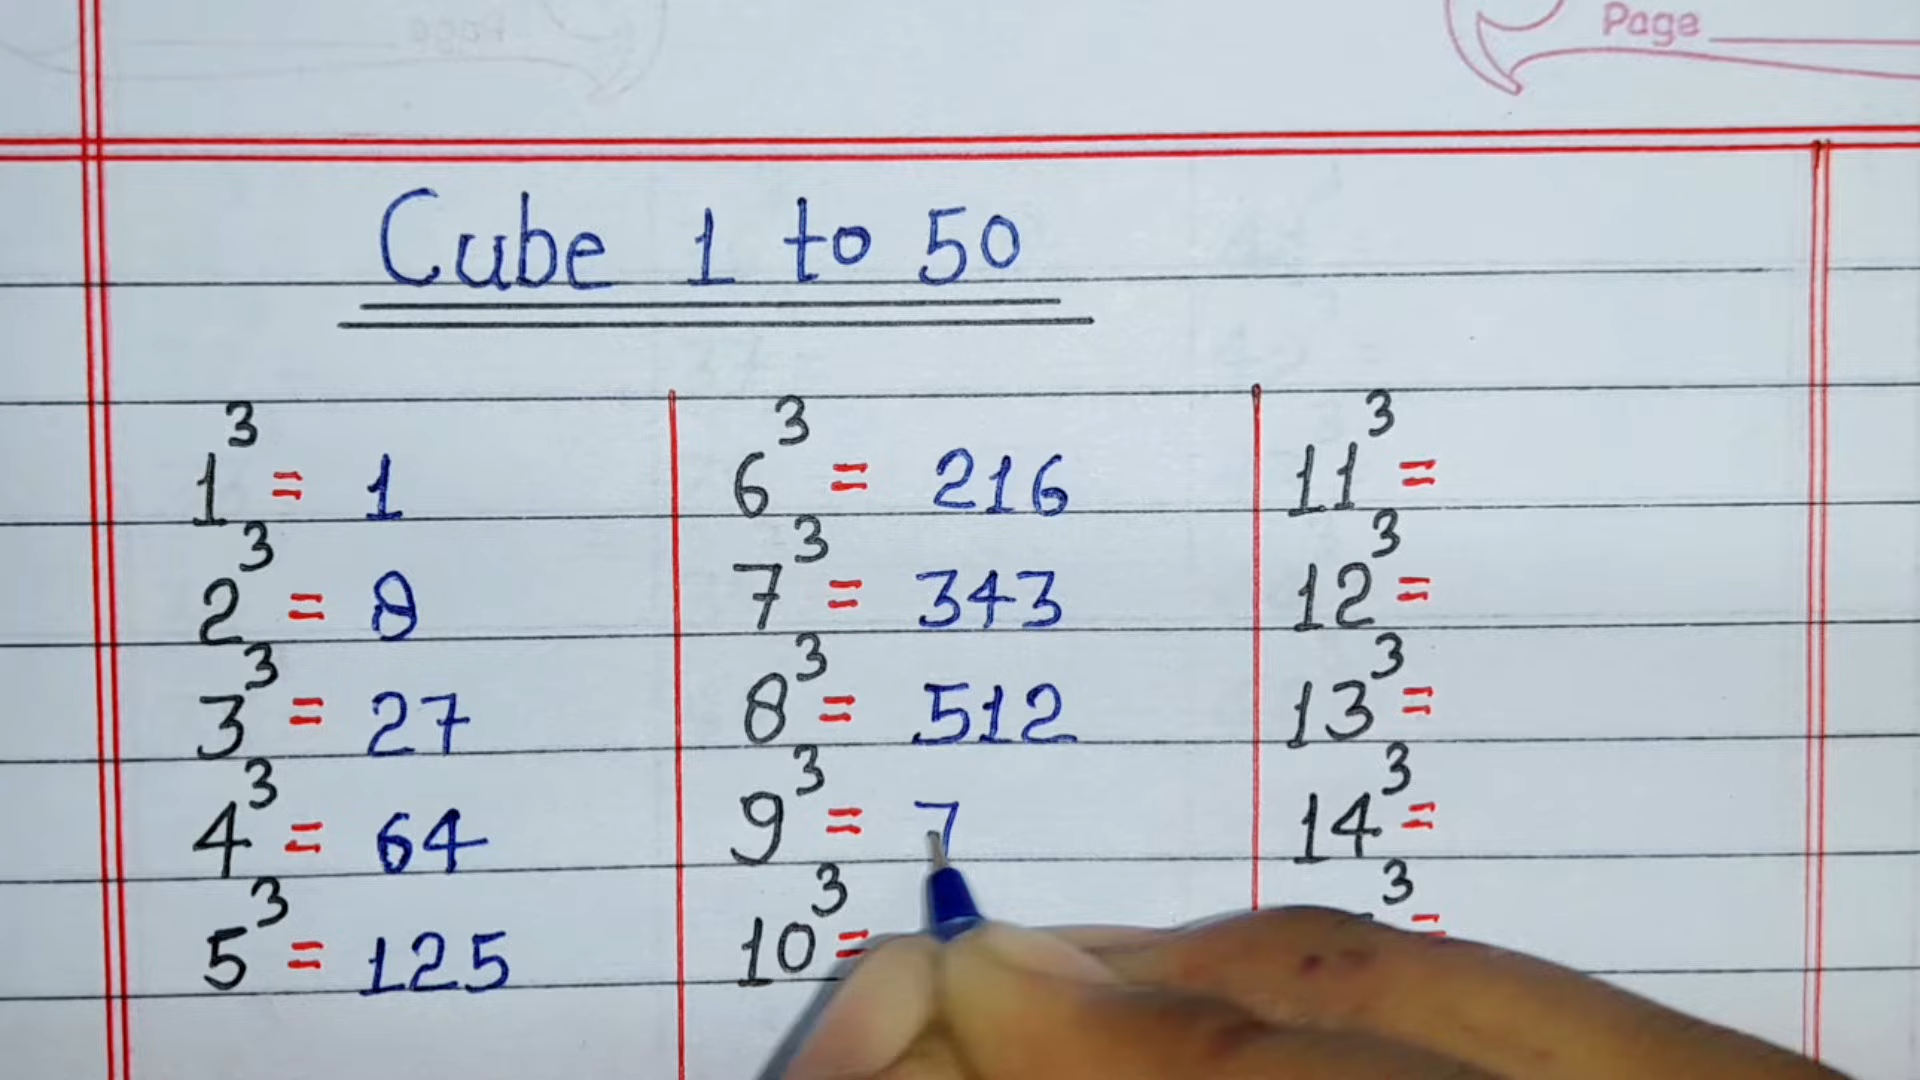 Page
Cube 1 to 50
1³ = 1
2³ = 8
3³ = 27
4³ = 64
5³ = 125
6³ = 216
7³ = 343
8³ = 512
9³ = 7
10³ =
11³ =
12³ =
13³ =
14³ =
³ =